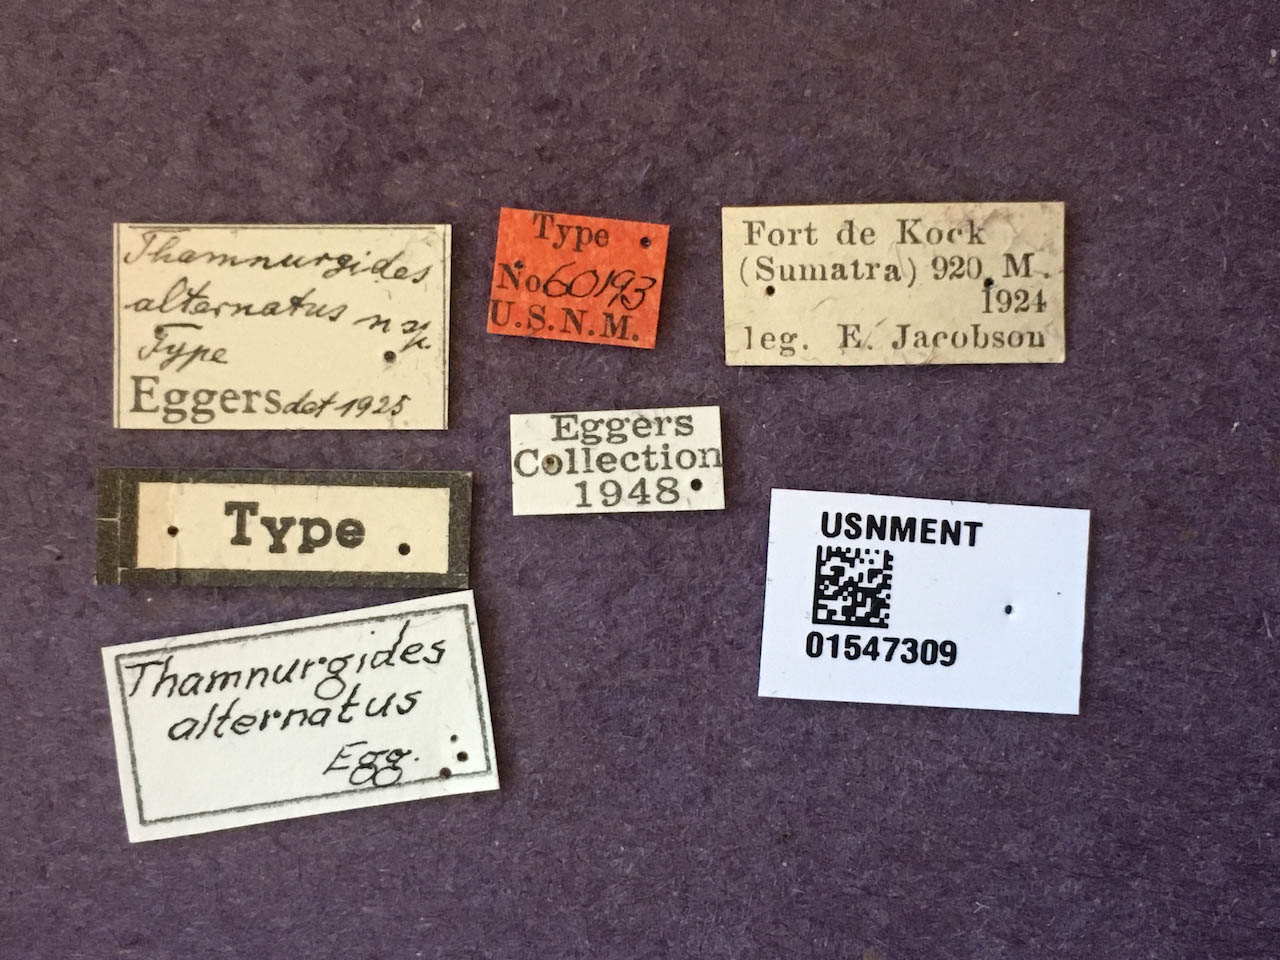 Thamnurgides
alternatus n sp.
Type
Eggers det 1925
Type
No 60193
U.S.N.M.
Fort de Kock
(Sumatra) 920 M.
1924
leg. E. Jacobson
Eggers
Collection
1948
Type
USNMENT
01547309
Thamnurgides
alternatus
Egg.